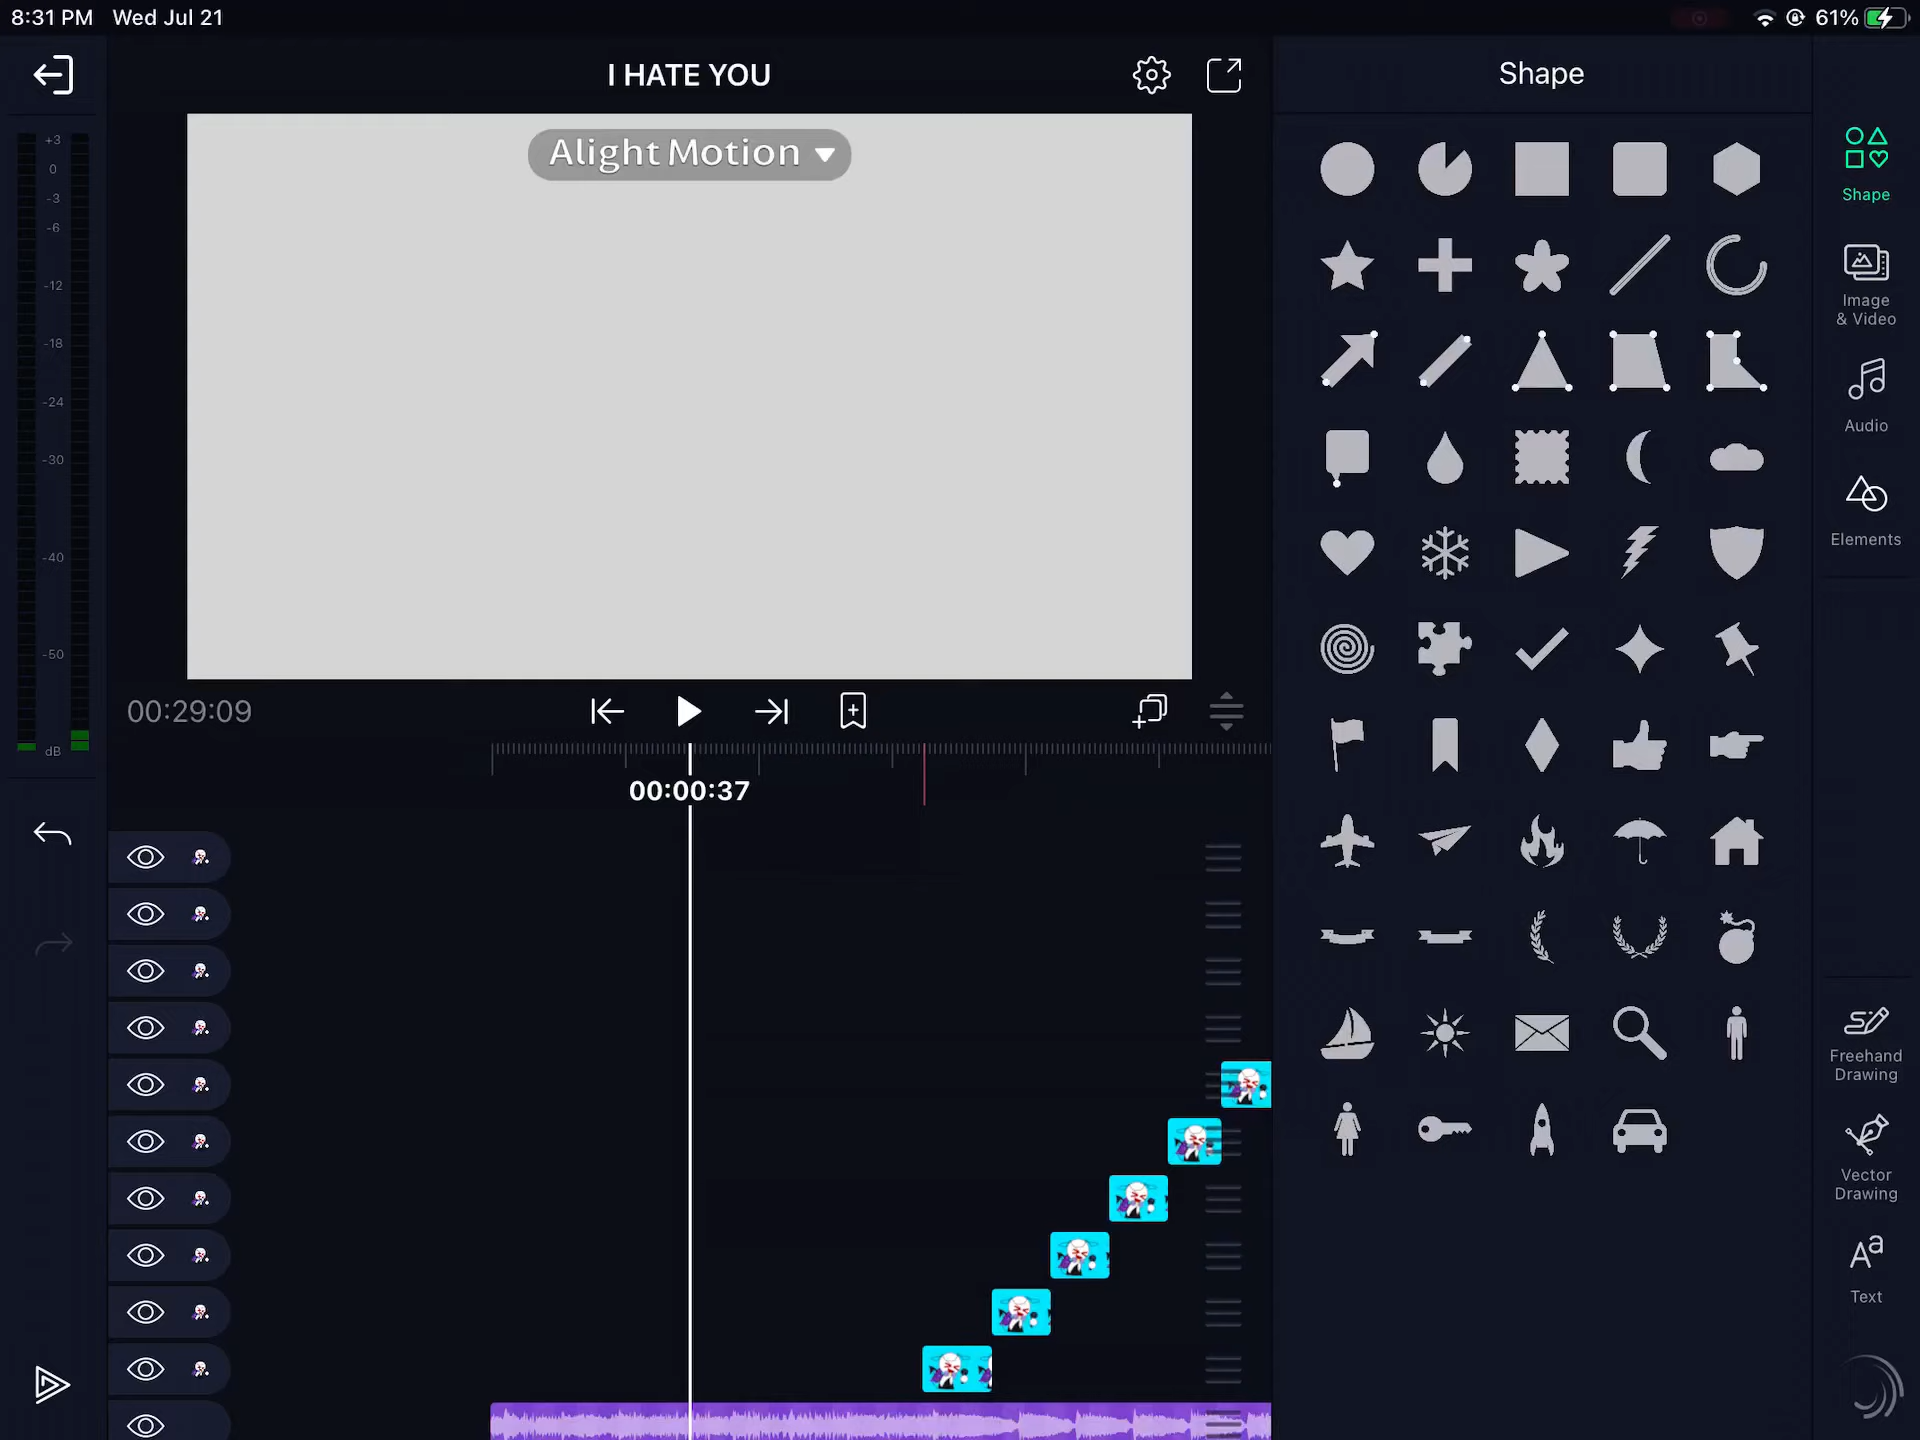 8:31 PM Wed Jul 21
61%
I HATE YOU
Shape
Alight Motion
+3
0
-3
-6
-12
-18
-24
-30
-40
-50
dB
00:29:09
00:00:37
Shape
Image
& Video
Audio
Elements
Freehand
Drawing
Vector
Drawing
Aa
Text